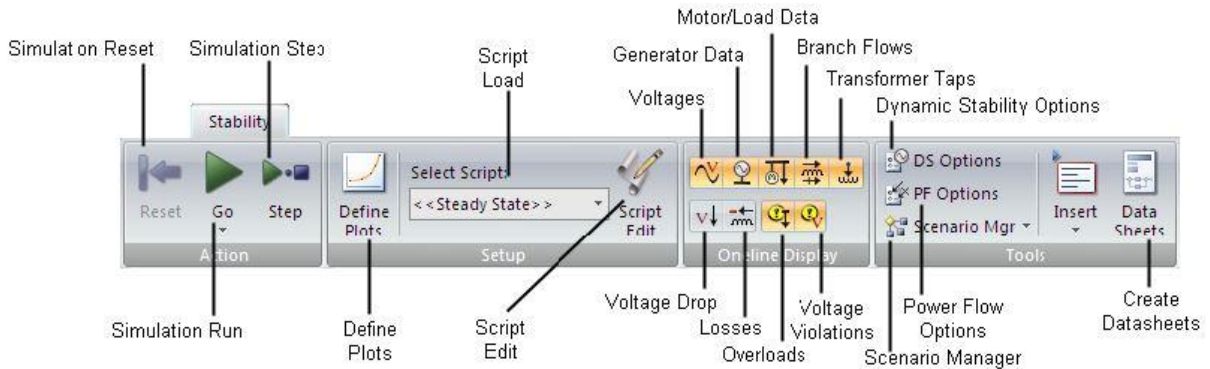 Motor/Load Data
Simulation Reset
Simulation Step
Script
Load
Generator Data
Branch Flows
Voltages
Transformer Taps
Dynamic Stability Options
Stability
Select Script:
<<Steady State>>
DS Options
PF Options
Scenario Mgr
Reset
Go
Step
Define
Plots
Script
Edit
Insert
Data
Sheets
Action
Setup
Oneline Display
Tools
Simulation Run
Define
Plots
Script
Edit
Voltage Drop
Losses
Overloads
Voltage
Violations
Power Flow
Options
Scenario Manager
Create
Datasheets